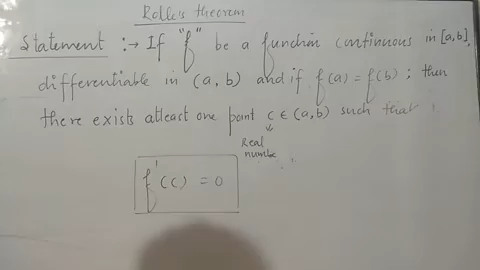 Rolle's theorem
Statement :→ If "f" be a function continuous in [a,b],
differentiable in (a, b) and if f(a) = f(b) ; then
there exists atleast one point c ∈ (a,b) such that
Real
numbe
f'(c) = 0